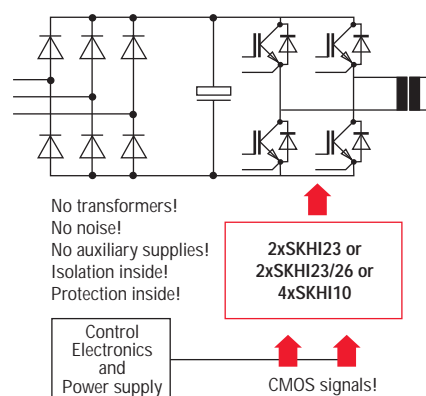 No transformers!
No noise!
No auxiliary supplies!
Isolation inside!
Protection inside!
2xSKHI23 or
2xSKHI23/26 or
4xSKHI10
Control
Electronics
and
Power supply
CMOS signals!